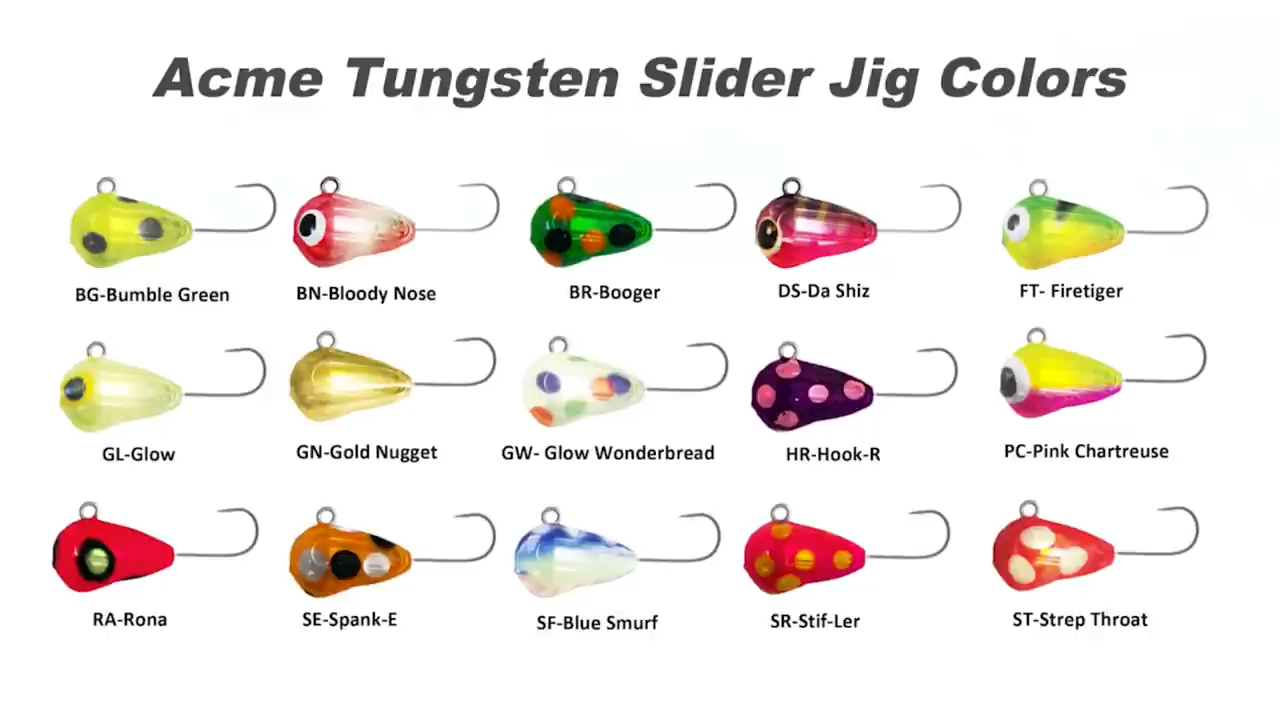 Acme Tungsten Slider Jig Colors
BG-Bumble Green
BN-Bloody Nose
BR-Booger
DS-Da Shiz
FT- Firetiger
GL-Glow
GN-Gold Nugget
GW- Glow Wonderbread
HR-Hook-R
PC-Pink Chartreuse
RA-Rona
SE-Spank-E
SF-Blue Smurf
SR-Stif-Ler
ST-Strep Throat